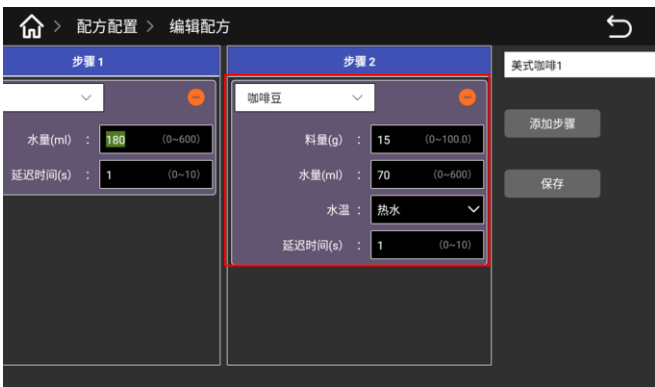 配方配置 > 编辑配方
步骤 1
水量(ml) : 180 (0~600)
延迟时间(s) : 1 (0~10)
步骤 2
咖啡豆
料量(g) : 15 (0~100.0)
水量(ml) : 70 (0~600)
水温 : 热水
延迟时间(s) : 1 (0~10)
美式咖啡1
添加步骤
保存